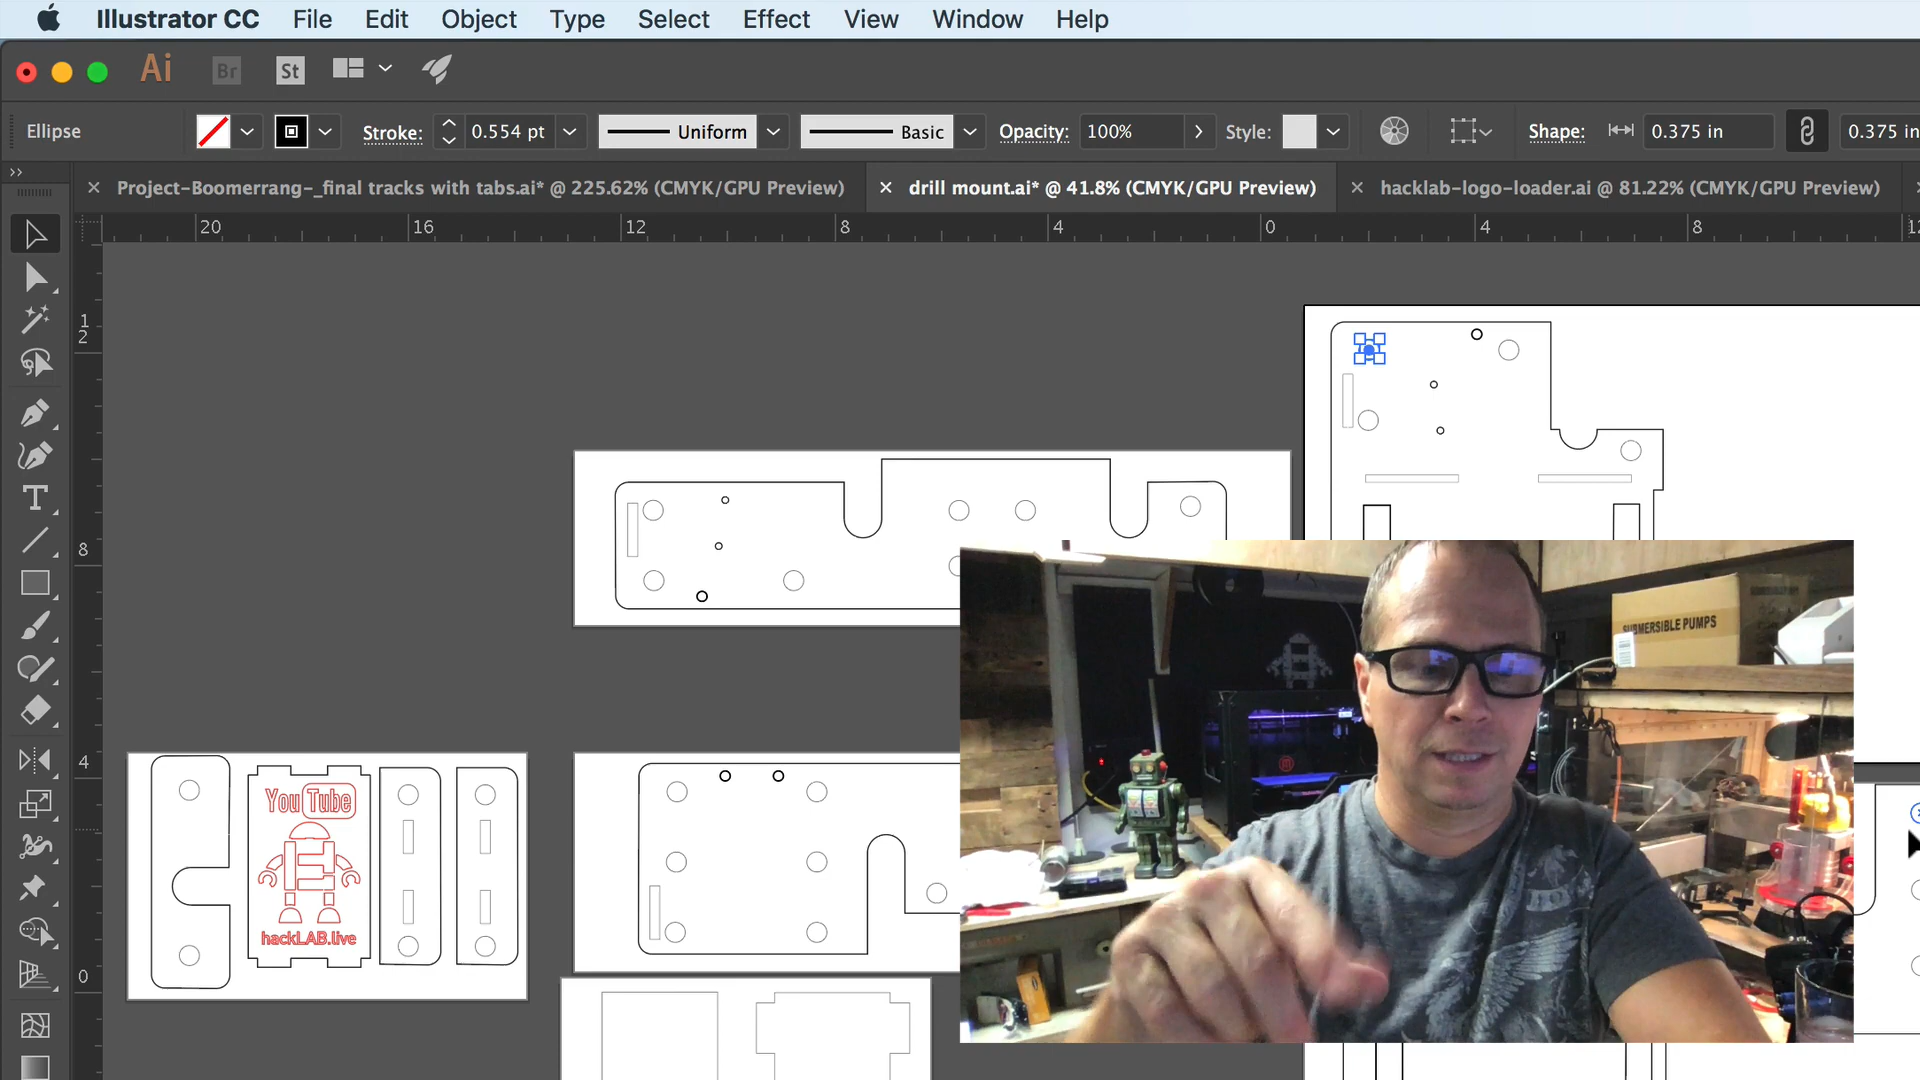 Illustrator CC File Edit Object Type Select Effect View Window Help
Ai Br St
Ellipse Stroke: 0.554 pt Uniform Basic Opacity: 100% Style: Shape: 0.375 in 0.375 in
Project-Boomerrang-_final tracks with tabs.ai* @ 225.62% (CMYK/GPU Preview) drill mount.ai* @ 41.8% (CMYK/GPU Preview) hacklab-logo-loader.ai @ 81.22% (CMYK/GPU Preview)
20 16 12 8 4 0 4 8 12
1
2
8
4
0
You Tube
hackLAB.live
SUBMERSIBLE PUMPS